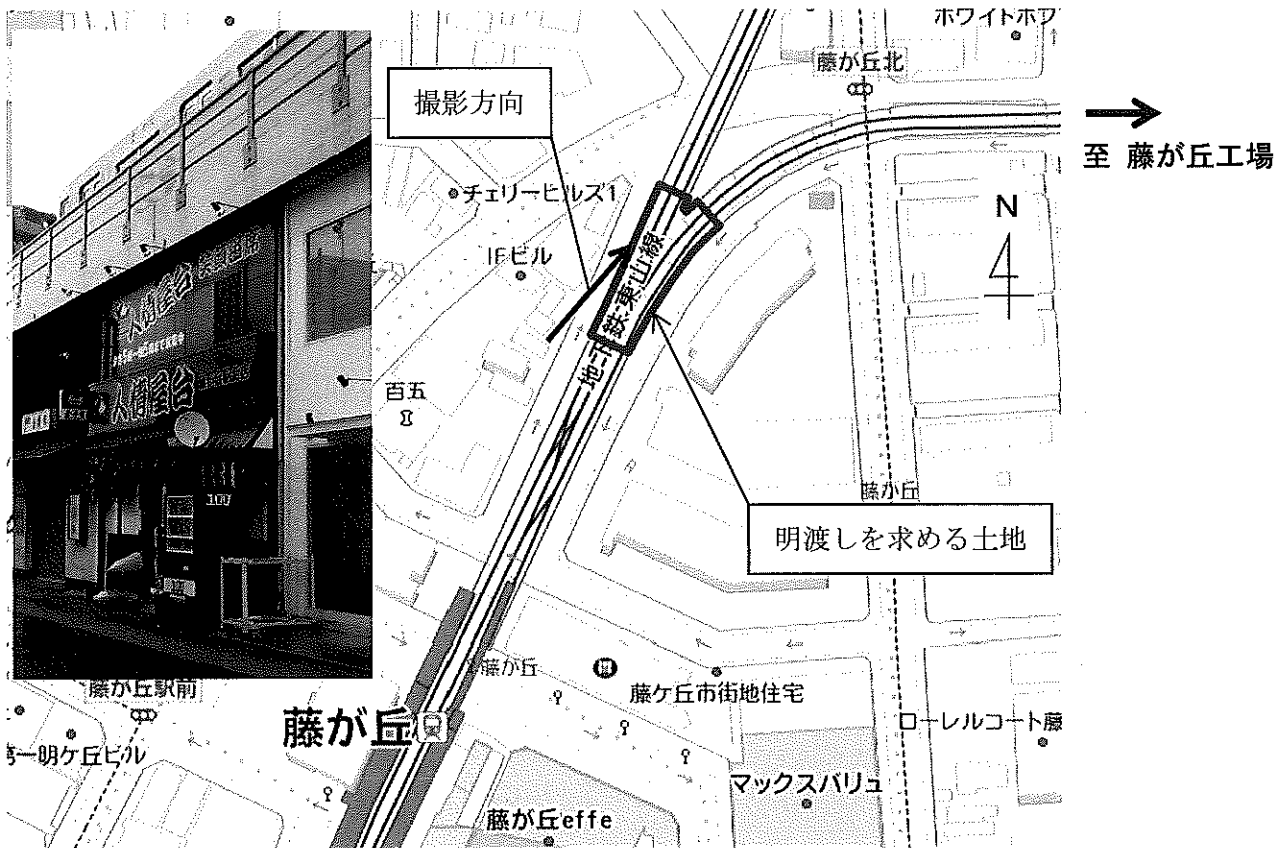 ホワイトホワ
藤が丘北
撮影方向
至 藤が丘工場
チェリーヒルズ1
N
IFビル
地下鉄東山線
百五
藤が丘
明渡しを求める土地
人情屋台
人情屋台
100
藤が丘
藤ケ丘市街地住宅
藤が丘駅前
藤が丘
ローレルコート藤
第一明ケ丘ビル
マックスバリュ
藤が丘effe